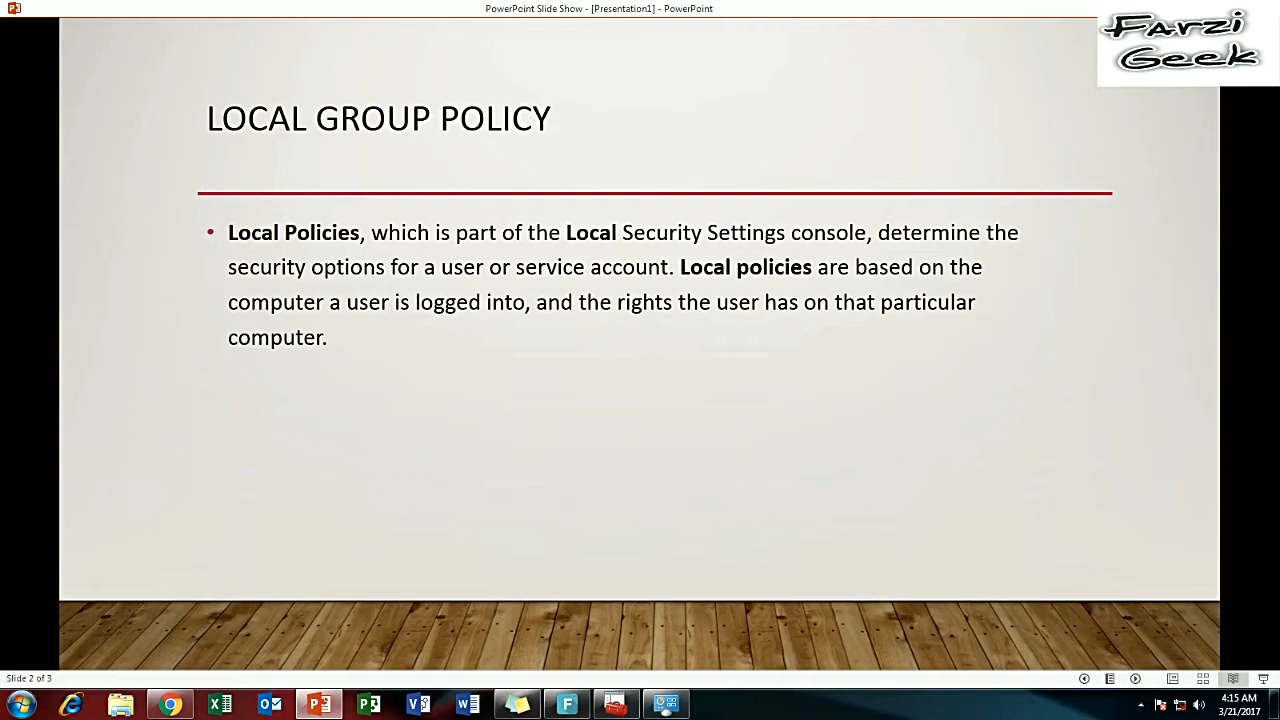 PowerPoint Slide Show - [Presentation1] - PowerPoint
Farzi
Geek
LOCAL GROUP POLICY
• Local Policies, which is part of the Local Security Settings console, determine the
security options for a user or service account. Local policies are based on the
computer a user is logged into, and the rights the user has on that particular
computer.
Slide 2 of 3
4:15 AM
3/21/2017